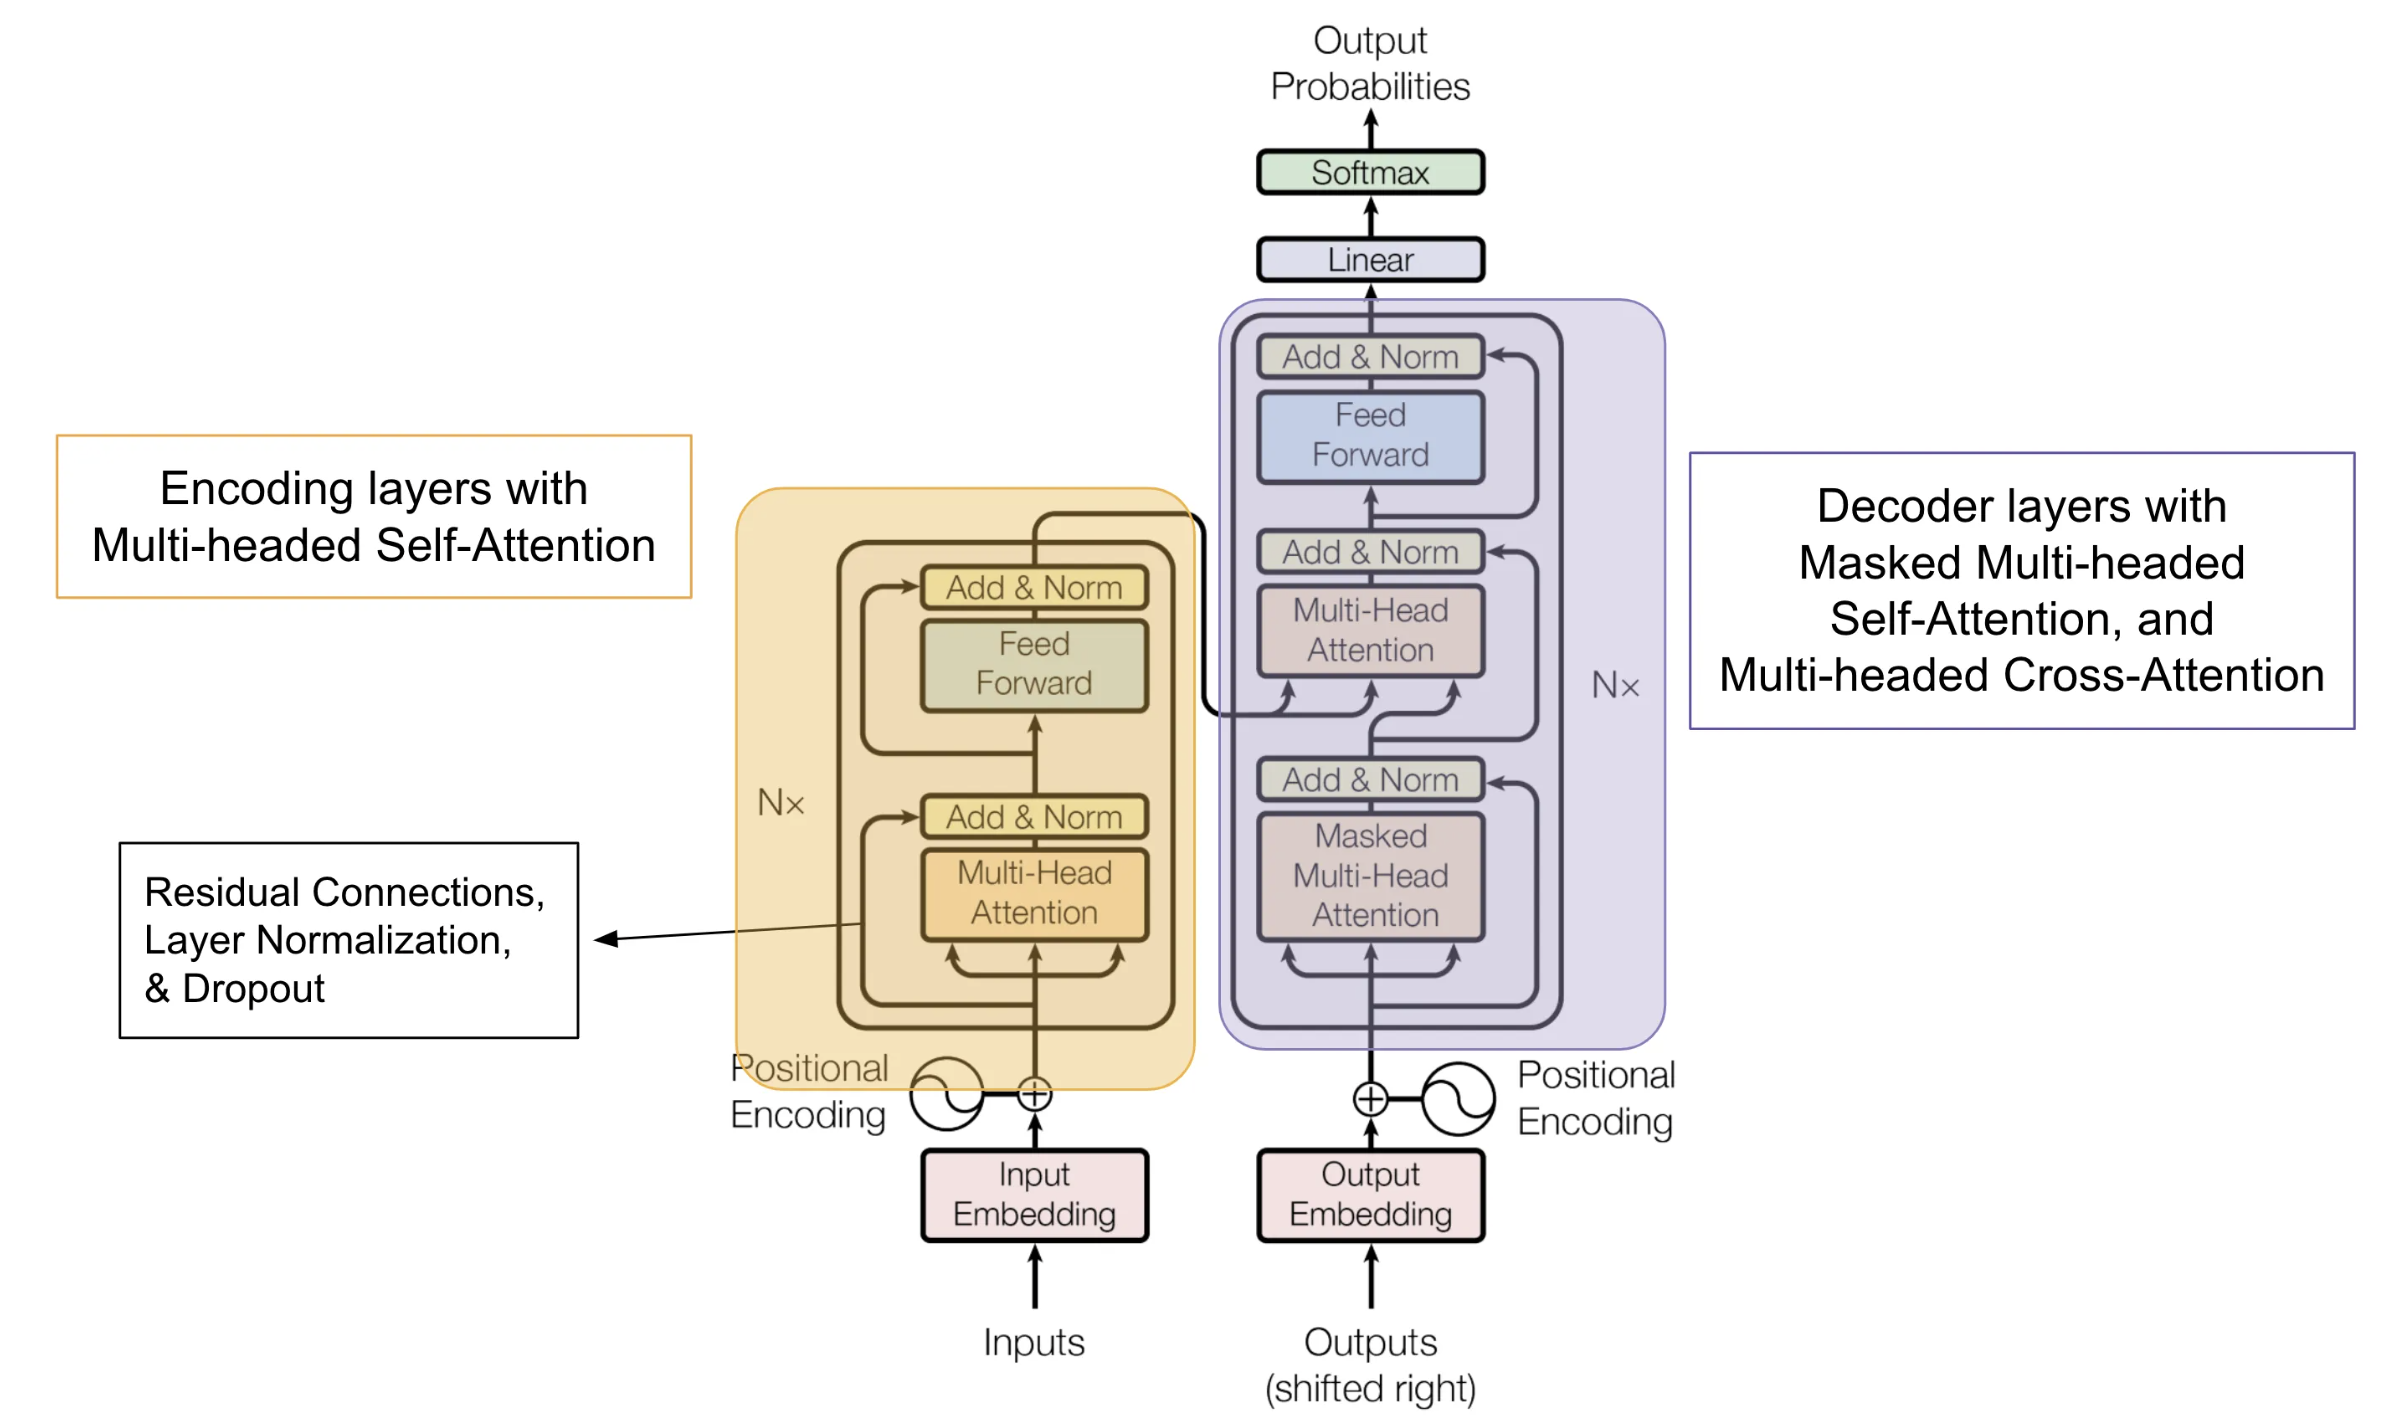 Output
Probabilities
Softmax
Linear
Add & Norm
Feed
Forward
Add & Norm
Multi-Head
Attention
Nx
Add & Norm
Masked
Multi-Head
Attention
Decoder layers with
Masked Multi-headed
Self-Attention, and
Multi-headed Cross-Attention
Encoding layers with
Multi-headed Self-Attention
Add & Norm
Feed
Forward
Nx
Add & Norm
Multi-Head
Attention
Residual Connections,
Layer Normalization,
& Dropout
Positional
Encoding
Input
Embedding
Inputs
Positional
Encoding
Output
Embedding
Outputs
(shifted right)